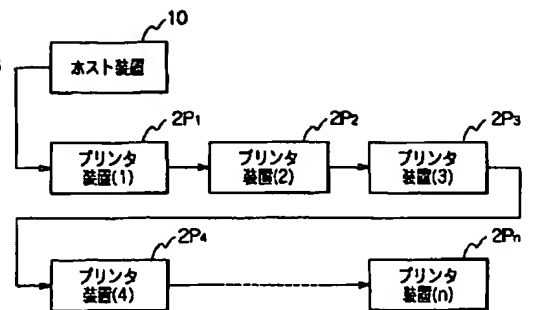 10
ホスト装置
2P₁
2P₂
2P₃
プリンタ
装置(1)
プリンタ
装置(2)
プリンタ
装置(3)
2P₄
2Pₙ
プリンタ
装置(4)
プリンタ
装置(n)